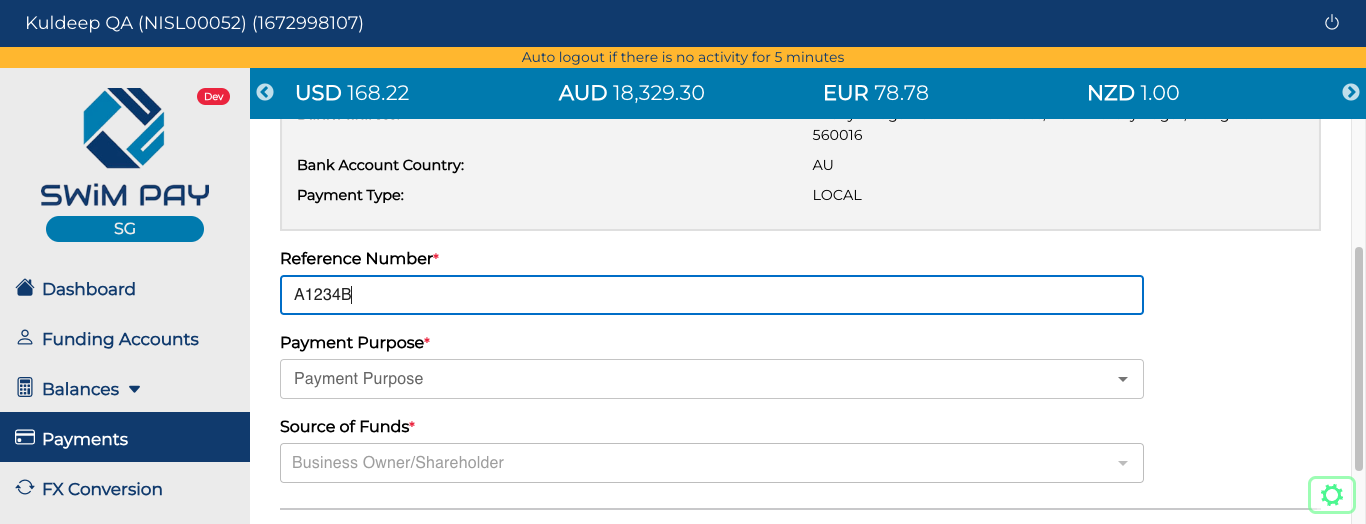 Kuldeep QA (NISL00052) (1672998107)
Auto logout if there is no activity for 5 minutes
Dev
USD 168.22 AUD 18,329.30 EUR 78.78 NZD 1.00
560016
Bank Account Country: AU
Payment Type: LOCAL
SWiM PAY
SG
Dashboard
Funding Accounts
Balances
Payments
FX Conversion
Reference Number*
A1234B
Payment Purpose*
Payment Purpose
Source of Funds*
Business Owner/Shareholder